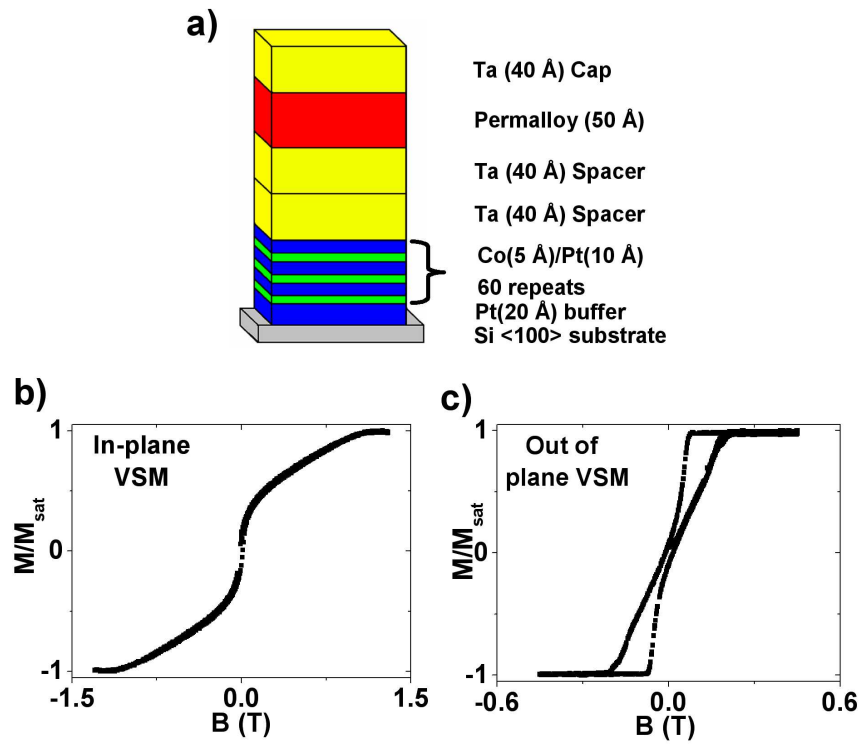 a)
Ta (40 Å) Cap
Permalloy (50 Å)
Ta (40 Å) Spacer
Ta (40 Å) Spacer
Co(5 Å)/Pt(10 Å)
60 repeats
Pt(20 Å) buffer
Si <100> substrate
b)
In-plane
VSM
M/Msat
1
0
-1
-1.5
0.0
1.5
B (T)
c)
Out of
plane VSM
M/Msat
1
0
-1
-0.6
0.0
0.6
B (T)